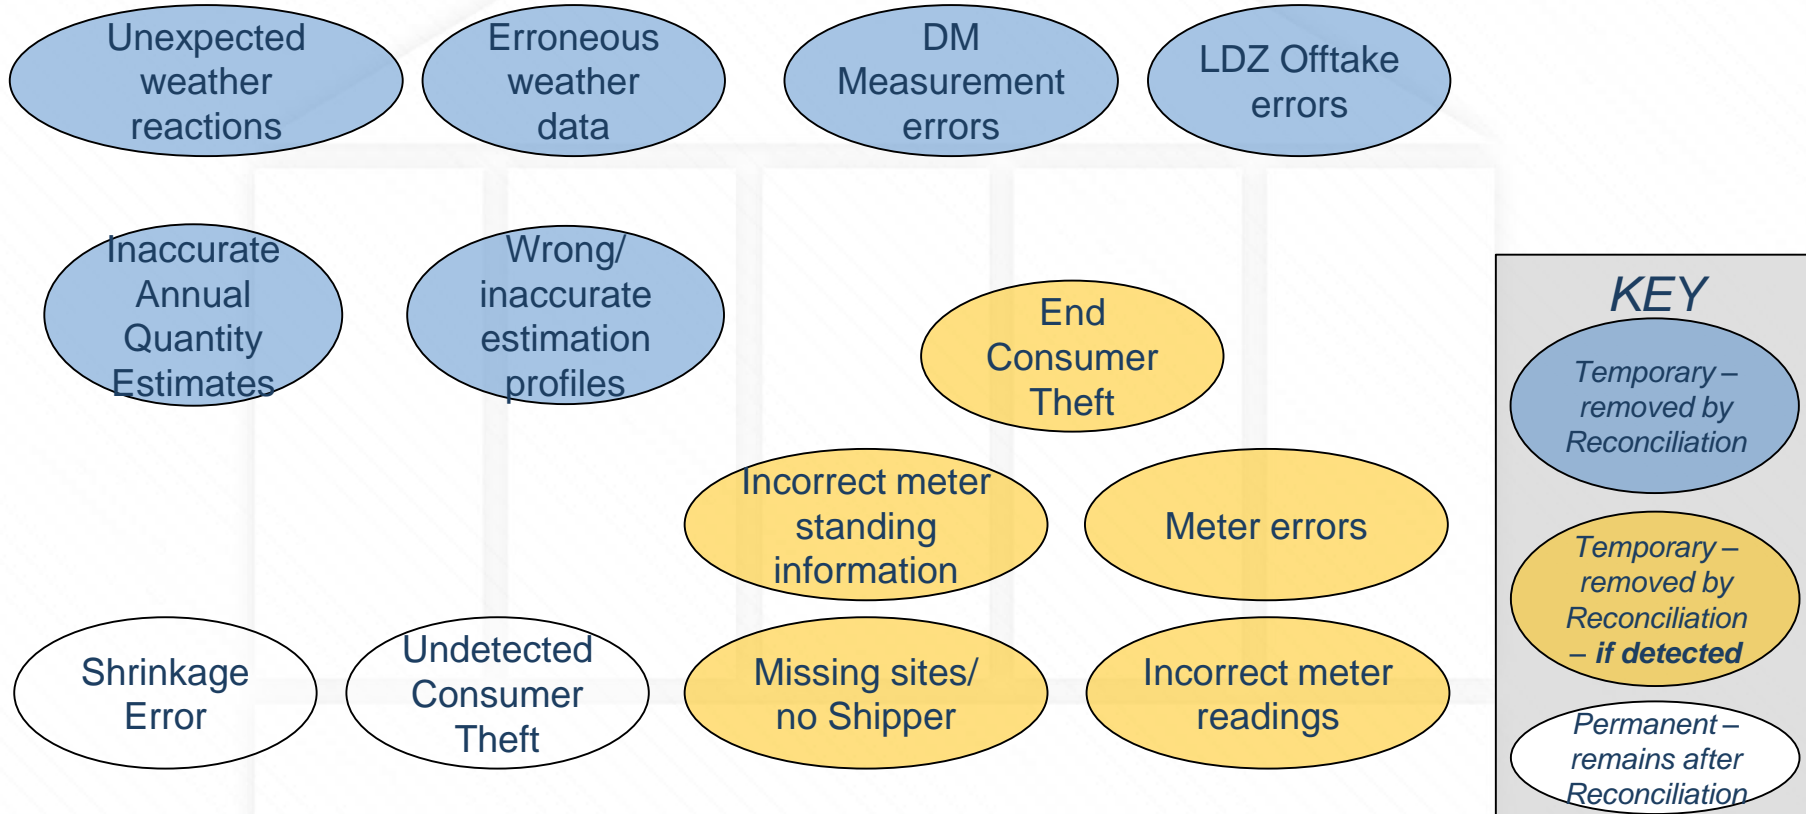 Unexpected
weather
reactions
Erroneous
weather
data
DM
Measurement
errors
LDZ Offtake
errors
Inaccurate
Annual
Quantity
Estimates
Wrong/
inaccurate
estimation
profiles
End
Consumer
Theft
Incorrect meter
standing
information
Meter errors
Shrinkage
Error
Undetected
Consumer
Theft
Missing sites/
no Shipper
Incorrect meter
readings
KEY
Temporary –
removed by
Reconciliation
Temporary –
removed by
Reconciliation
– if detected
Permanent –
remains after
Reconciliation